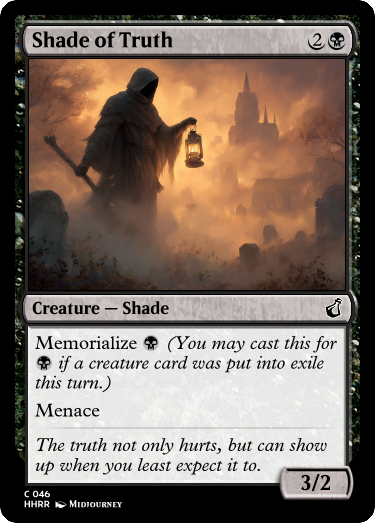 Shade of Truth 2
Creature — Shade
Memorialize (You may cast this for
if a creature card was put into exile
this turn.)
Menace
The truth not only hurts, but can show
up when you least expect it to.
3/2
C 046
HHRR Midjourney